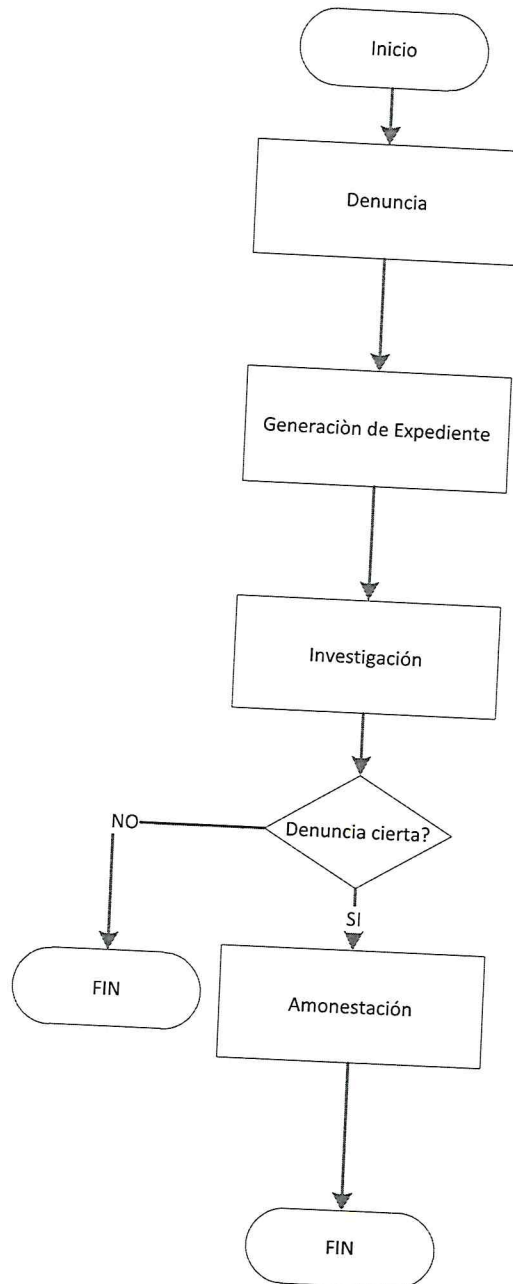 Inicio
Denuncia
Generaciòn de Expediente
Investigación
Denuncia cierta?
NO
SI
FIN
Amonestación
FIN